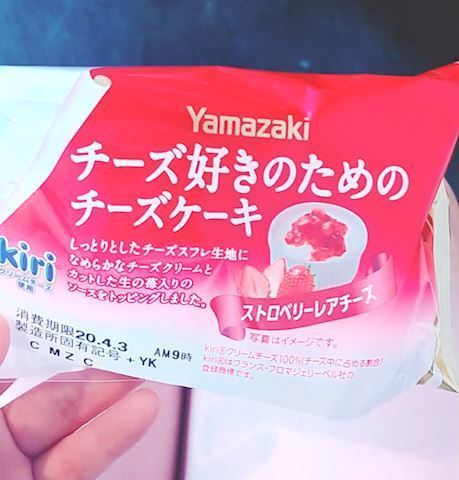 Yamazaki
チーズ好きのための
チーズケーキ
kiri
クリームチーズ
使用
しっとりとしたチーズスフレ生地に
なめらかなチーズクリームと
カットした生の苺入りの
ソースをトッピングしました。
ストロベリーレアチーズ
写真はイメージです。
消費期限20.4.3 AM9時
製造所固有記号 +YK
CMZC
kiri®クリームチーズ100%(チーズ中に占める割合)
kiri®はフランス・フロマジェリーベル社の
登録商標です。